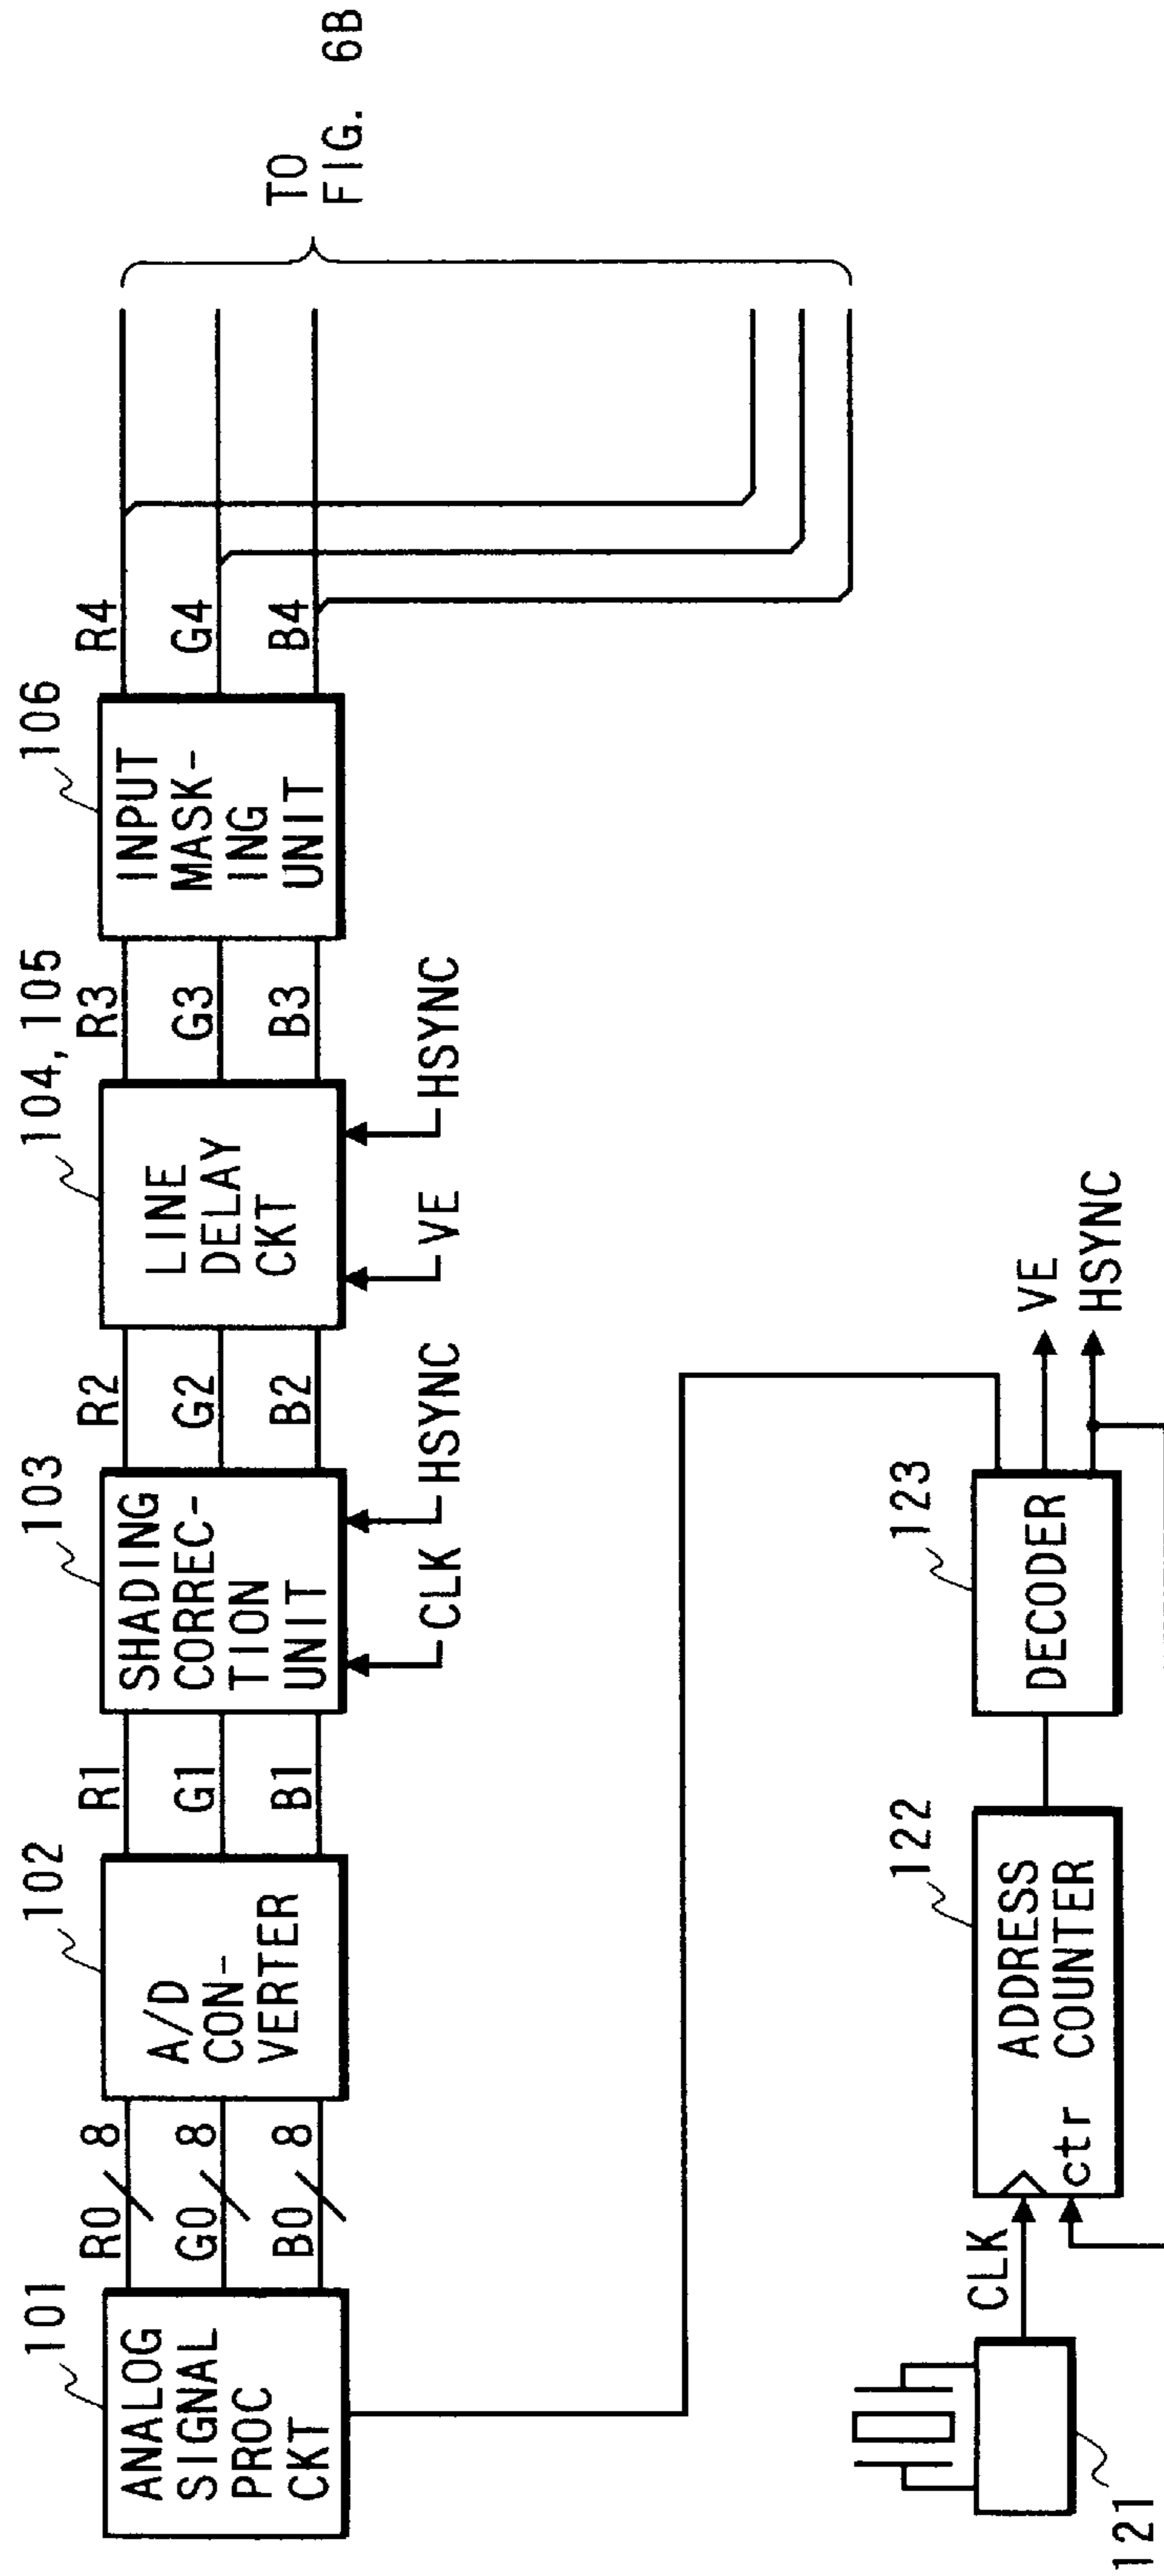 101
ANALOG
SIGNAL
PROC
CKT
R0
8
G0
8
B0
8
102
A/D
CON-
VERTER
R1
G1
B1
103
SHADING
CORREC-
TION
UNIT
CLK
HSYNC
R2
G2
B2
104, 105
LINE
DELAY
CKT
VE
HSYNC
R3
G3
B3
106
INPUT
MASK-
ING
UNIT
R4
G4
B4
TO
FIG. 6B
121
CLK
122
ADDRESS
COUNTER
ctr
123
DECODER
VE
HSYNC